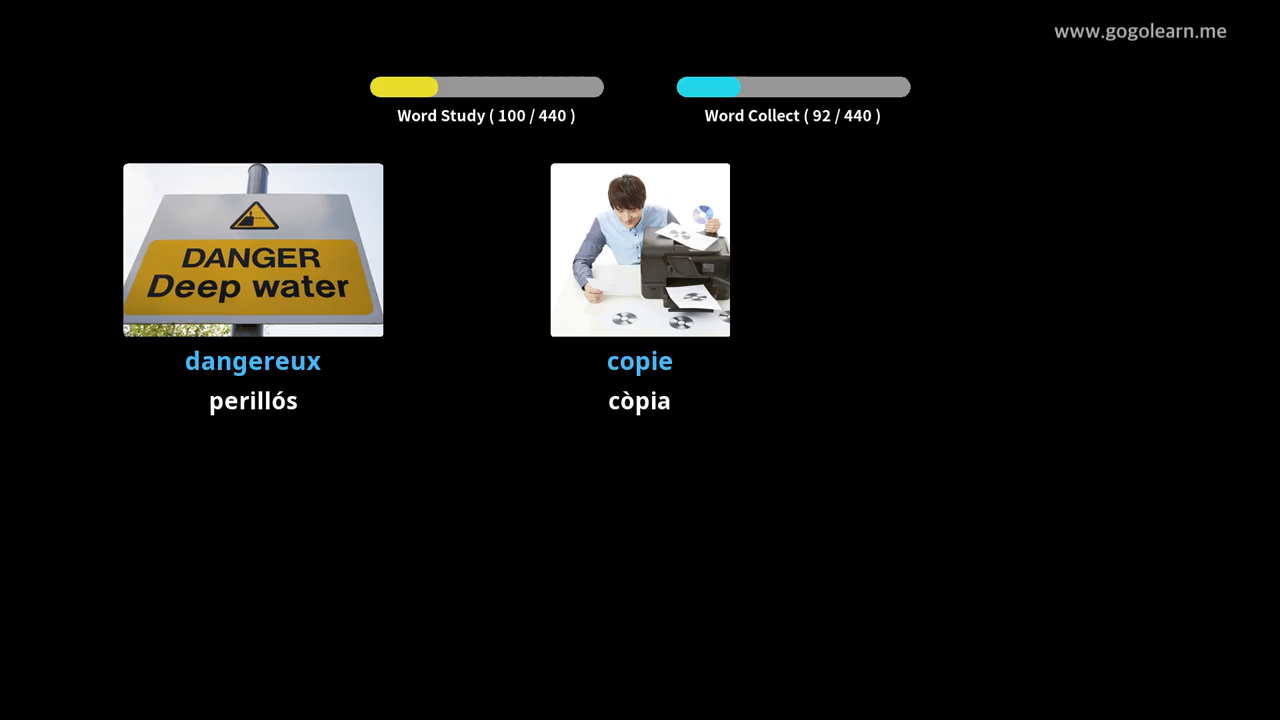 www.gogolearn.me
Word Study ( 100 / 440 )
Word Collect ( 92 / 440 )
DANGER
Deep water
dangereux
copie
perillós
còpia